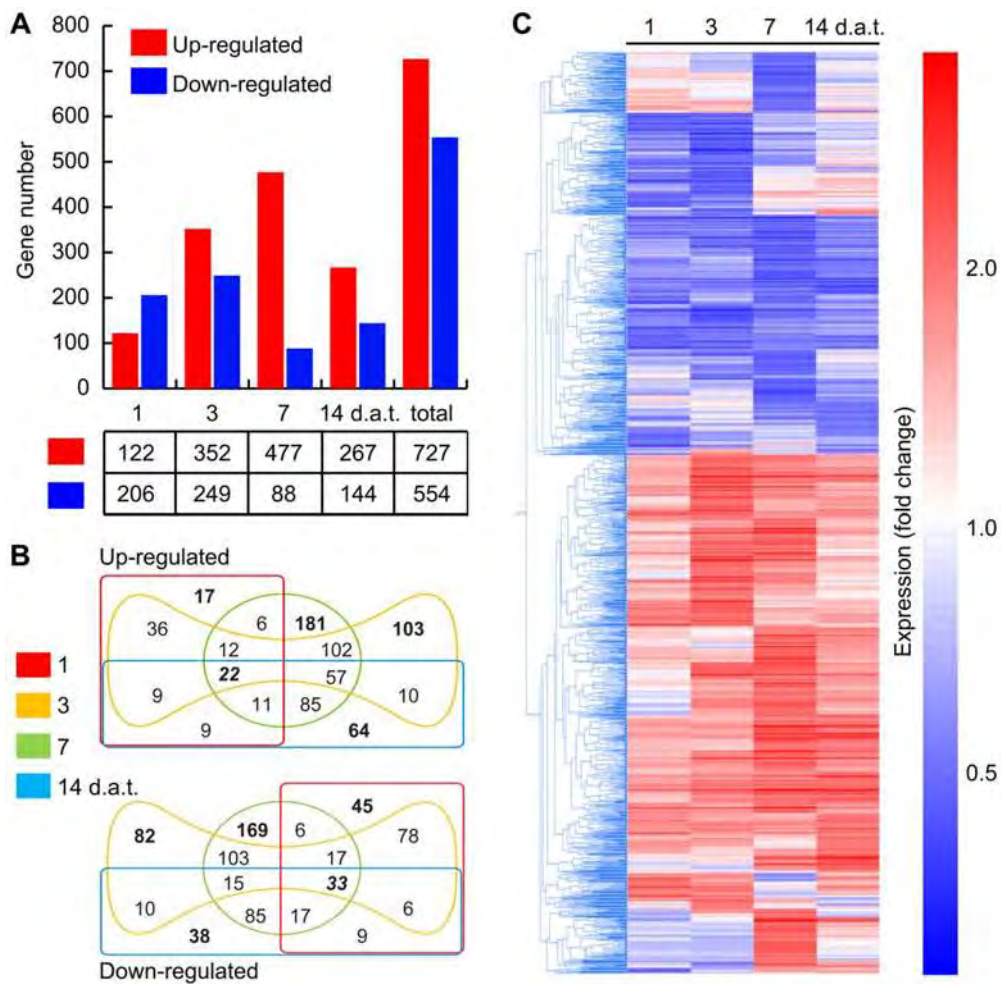 A
800
700
600
500
400
300
200
100
0
Gene number
Up-regulated
Down-regulated
1 3 7 14 d.a.t. total
122 352 477 267 727
206 249 88 144 554
B
Up-regulated
17
6 181
36 103
12 102
22 57
9 10
11 85
9 64
1
3
7
14 d.a.t.
45
82 169 6 78
103 17
15 33
10 6
85 17
38 9
Down-regulated
C
1 3 7 14 d.a.t.
2.0
1.0
0.5
Expression (fold change)